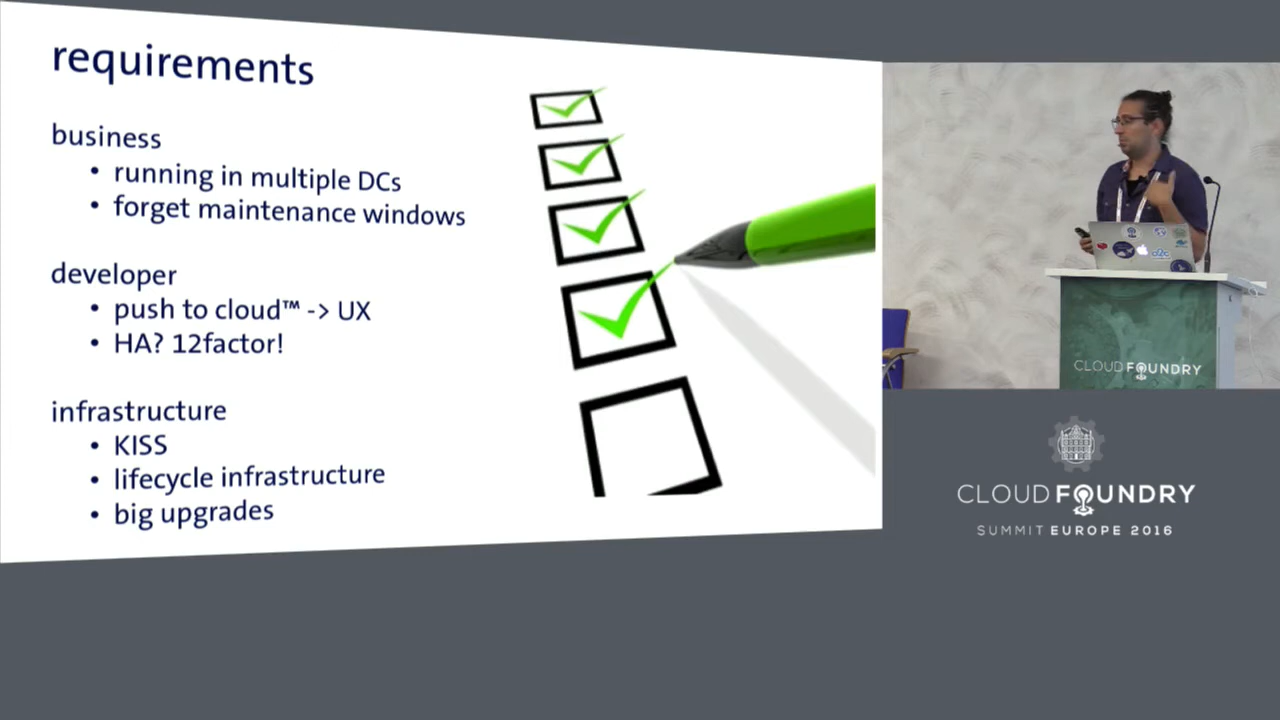 requirements
business
• running in multiple DCs
• forget maintenance windows
developer
• push to cloud™ -> UX
• HA? 12factor!
infrastructure
• KISS
• lifecycle infrastructure
• big upgrades
CLOUD FOUNDRY
CLOUD FOUNDRY
SUMMIT EUROPE 2016